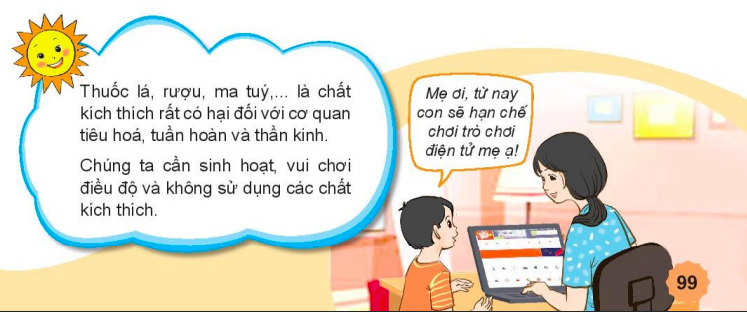 Thuốc lá, rượu, ma tuý,... là chất
kích thích rất có hại đối với cơ quan
tiêu hoá, tuần hoàn và thần kinh.
Chúng ta cần sinh hoạt, vui chơi
điều độ và không sử dụng các chất
kích thích.
Mẹ ơi, từ nay
con sẽ hạn chế
chơi trò chơi
điện tử mẹ ạ!
99